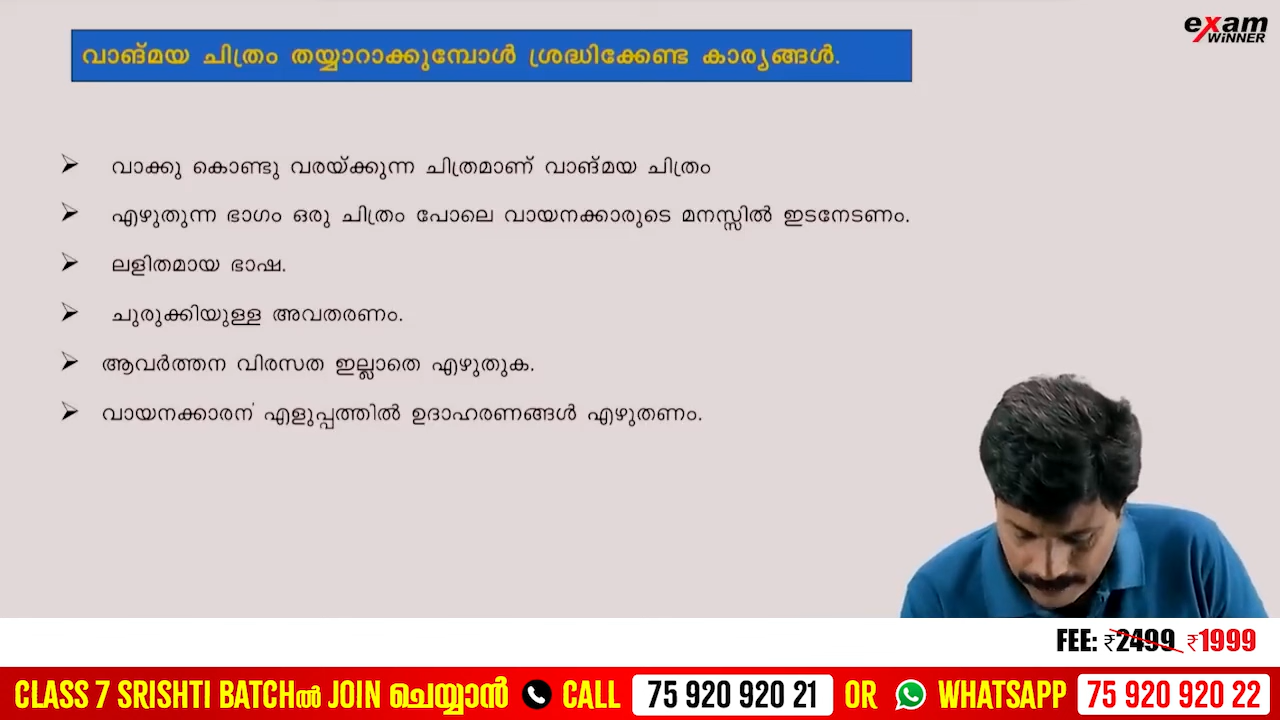 exam
WINNER
വാങ്മയ ചിത്രം തയ്യാറാക്കുമ്പോൾ ശ്രദ്ധിക്കേണ്ട കാര്യങ്ങൾ.
വാക്കു കൊണ്ടു വരയ്ക്കുന്ന ചിത്രമാണ് വാങ്മയ ചിത്രം
എഴുതുന്ന ഭാഗം ഒരു ചിത്രം പോലെ വായനക്കാരുടെ മനസ്സിൽ ഇടനേടണം.
ലളിതമായ ഭാഷ.
ചുരുക്കിയുള്ള അവതരണം.
ആവർത്തന വിരസത ഇല്ലാതെ എഴുതുക.
വായനക്കാരന് എളുപ്പത്തിൽ ഉദാഹരണങ്ങൾ എഴുതണം.
FEE: ₹2499 ₹1999
CLASS 7 SRISHTI BATCHൽ JOIN ചെയ്യാൻ CALL 75 920 920 21 OR WHATSAPP 75 920 920 22